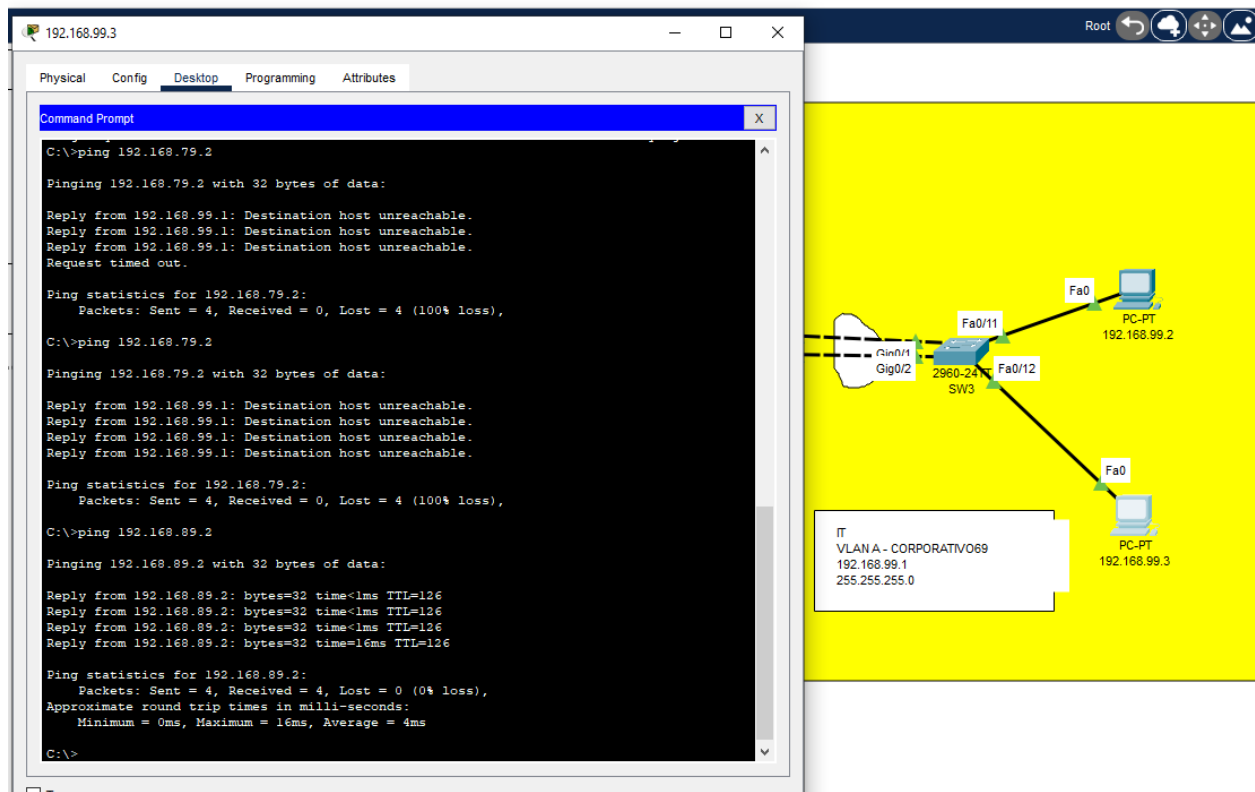 192.168.99.3
Root
Physical Config Desktop Programming Attributes
Command Prompt
X
C:\>ping 192.168.79.2
Pinging 192.168.79.2 with 32 bytes of data:
Reply from 192.168.99.1: Destination host unreachable.
Reply from 192.168.99.1: Destination host unreachable.
Reply from 192.168.99.1: Destination host unreachable.
Request timed out.
Ping statistics for 192.168.79.2:
Packets: Sent = 4, Received = 0, Lost = 4 (100% loss),
C:\>ping 192.168.79.2
Pinging 192.168.79.2 with 32 bytes of data:
Reply from 192.168.99.1: Destination host unreachable.
Reply from 192.168.99.1: Destination host unreachable.
Reply from 192.168.99.1: Destination host unreachable.
Reply from 192.168.99.1: Destination host unreachable.
Ping statistics for 192.168.79.2:
Packets: Sent = 4, Received = 0, Lost = 4 (100% loss),
C:\>ping 192.168.89.2
Pinging 192.168.89.2 with 32 bytes of data:
Reply from 192.168.89.2: bytes=32 time<1ms TTL=126
Reply from 192.168.89.2: bytes=32 time<1ms TTL=126
Reply from 192.168.89.2: bytes=32 time<1ms TTL=126
Reply from 192.168.89.2: bytes=32 time=16ms TTL=126
Ping statistics for 192.168.89.2:
Packets: Sent = 4, Received = 4, Lost = 0 (0% loss),
Approximate round trip times in milli-seconds:
Minimum = 0ms, Maximum = 16ms, Average = 4ms
C:\>
Fa0
PC-PT
192.168.99.2
Fa0/11
Gig0/1
Gig0/2
2960-24TT
SW3
Fa0/12
Fa0
PC-PT
192.168.99.3
IT
VLAN A - CORPORATIVO69
192.168.99.1
255.255.255.0